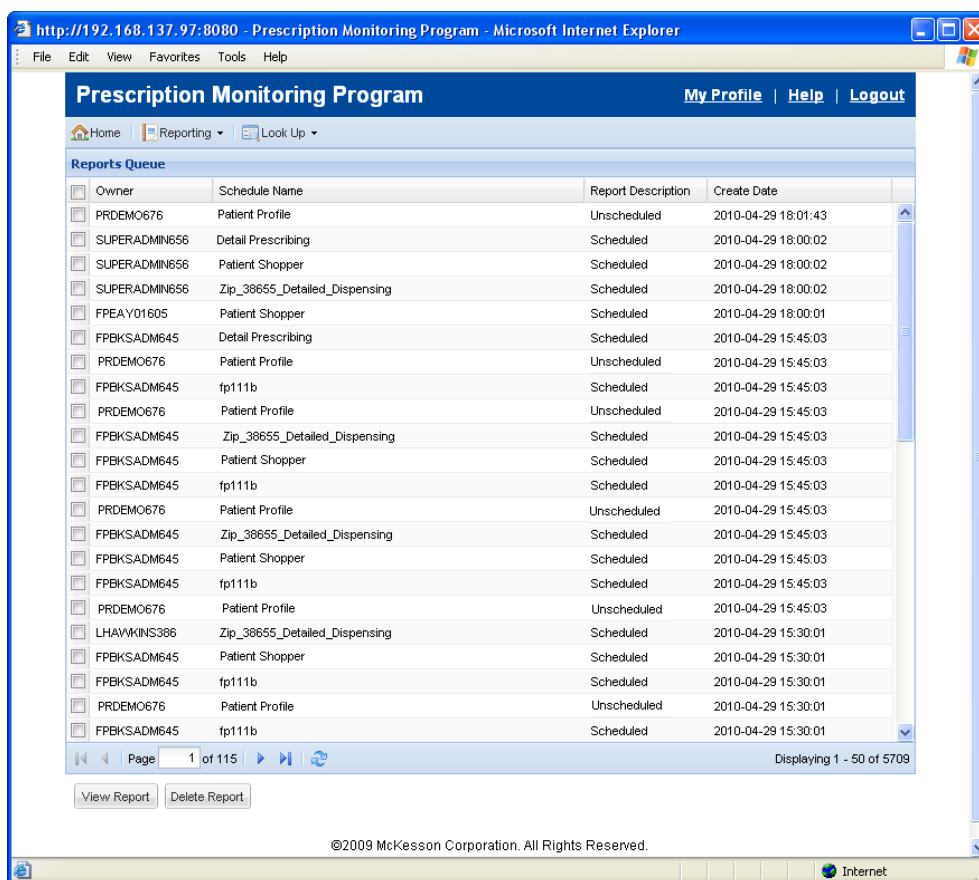 http://192.168.137.97:8080 - Prescription Monitoring Program - Microsoft Internet Explorer
File Edit View Favorites Tools Help
Prescription Monitoring Program My Profile | Help | Logout
Home Reporting Look Up
Reports Queue
Owner Schedule Name Report Description Create Date
PRDEMO676 Patient Profile Unscheduled 2010-04-29 18:01:43
SUPERADMIN656 Detail Prescribing Scheduled 2010-04-29 18:00:02
SUPERADMIN656 Patient Shopper Scheduled 2010-04-29 18:00:02
SUPERADMIN656 Zip_38655_Detailed_Dispensing Scheduled 2010-04-29 18:00:02
FPEAY01605 Patient Shopper Scheduled 2010-04-29 18:00:01
FPBKSADM645 Detail Prescribing Scheduled 2010-04-29 15:45:03
PRDEMO676 Patient Profile Unscheduled 2010-04-29 15:45:03
FPBKSADM645 fp111b Scheduled 2010-04-29 15:45:03
PRDEMO676 Patient Profile Unscheduled 2010-04-29 15:45:03
FPBKSADM645 Zip_38655_Detailed_Dispensing Scheduled 2010-04-29 15:45:03
FPBKSADM645 Patient Shopper Scheduled 2010-04-29 15:45:03
FPBKSADM645 fp111b Scheduled 2010-04-29 15:45:03
PRDEMO676 Patient Profile Unscheduled 2010-04-29 15:45:03
FPBKSADM645 Zip_38655_Detailed_Dispensing Scheduled 2010-04-29 15:45:03
FPBKSADM645 Patient Shopper Scheduled 2010-04-29 15:45:03
FPBKSADM645 fp111b Scheduled 2010-04-29 15:45:03
PRDEMO676 Patient Profile Unscheduled 2010-04-29 15:45:03
LHAWKINS386 Zip_38655_Detailed_Dispensing Scheduled 2010-04-29 15:30:01
FPBKSADM645 Patient Shopper Scheduled 2010-04-29 15:30:01
FPBKSADM645 fp111b Scheduled 2010-04-29 15:30:01
PRDEMO676 Patient Profile Unscheduled 2010-04-29 15:30:01
FPBKSADM645 fp111b Scheduled 2010-04-29 15:30:01
Page 1 of 115 Displaying 1 - 50 of 5709
View Report Delete Report
©2009 McKesson Corporation. All Rights Reserved.
Internet